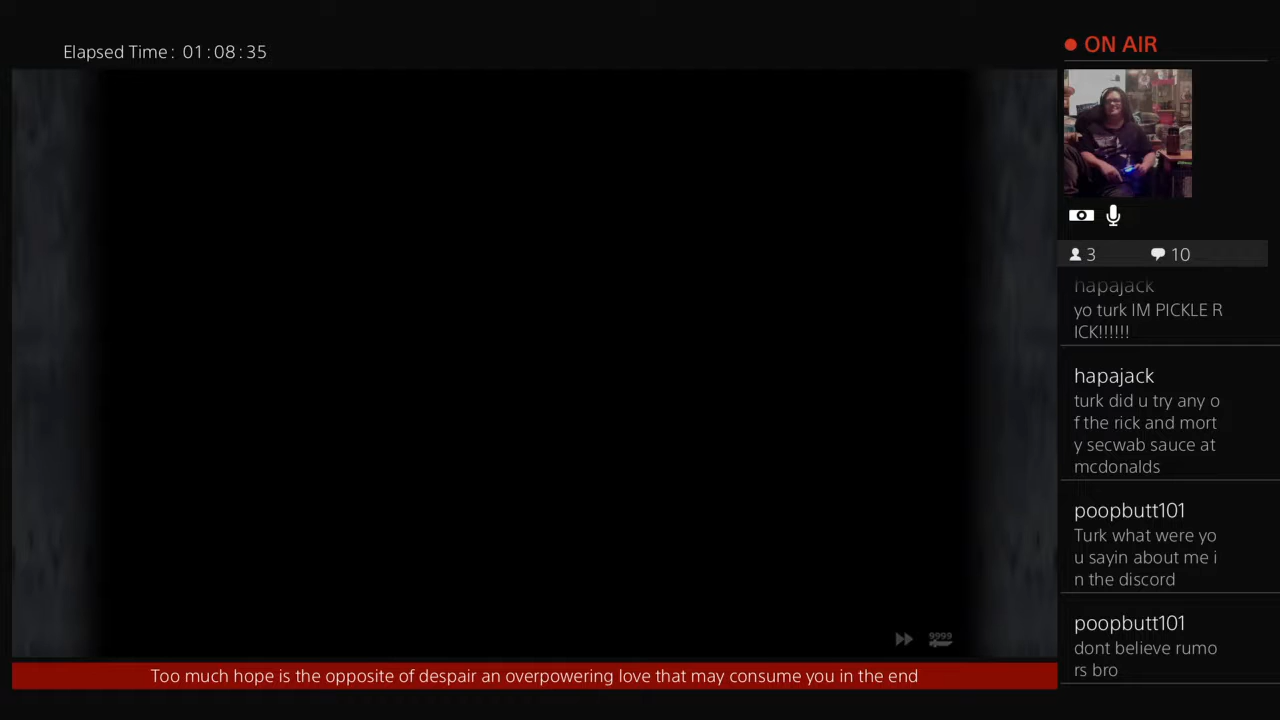 Elapsed Time: 01:08:35
ON AIR
3 10
hapajack
yo turk IM PICKLE R
ICK!!!!!!
hapajack
turk did u try any o
f the rick and mort
y secwab sauce at
mcdonalds
poopbutt101
Turk what were yo
u sayin about me i
n the discord
poopbutt101
dont believe rumo
rs bro
9999
Too much hope is the opposite of despair an overpowering love that may consume you in the end